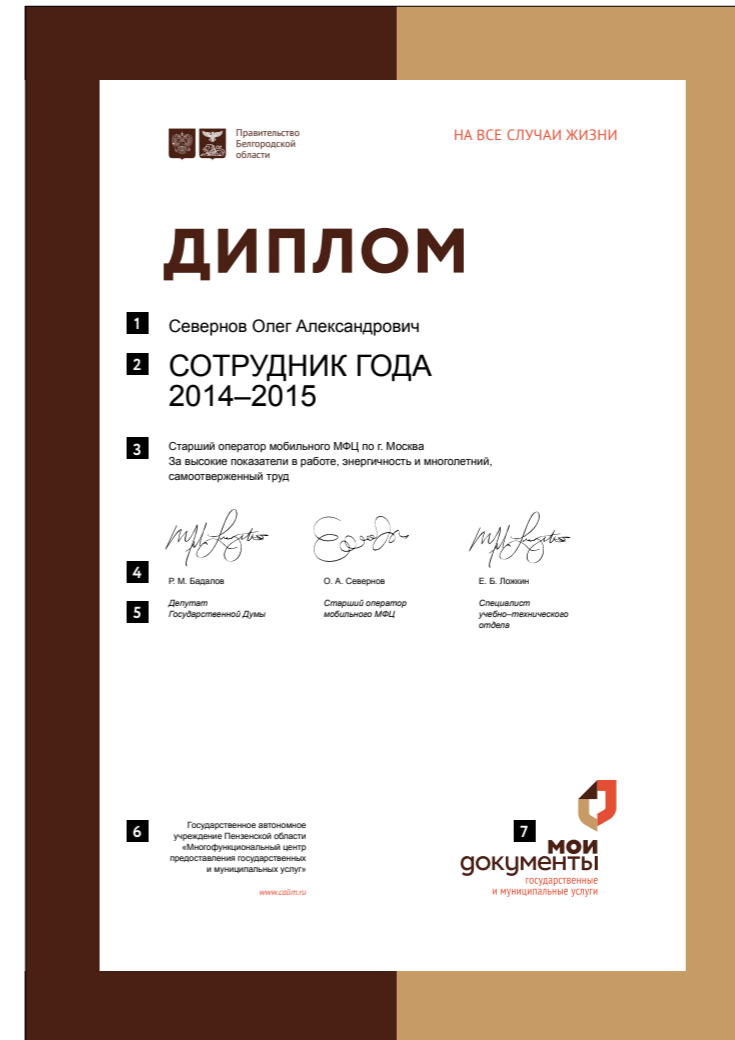 Правительство
Белгородской
области
НА ВСЕ СЛУЧАИ ЖИЗНИ
ДИПЛОМ
1 Севернов Олег Александрович
2 СОТРУДНИК ГОДА
2014–2015
3 Старший оператор мобильного МФЦ по г. Москва
За высокие показатели в работе, энергичность и многолетний,
самоотверженный труд
4 Р. М. Бадалов О. А. Севернов Е. Б. Ложкин
5 Депутат Старший оператор Специалист
Государственной Думы мобильного МФЦ учебно–технического
отдела
6 Государственное автономное
учреждение Пензенской области
«Многофункциональный центр
предоставления государственных
и муниципальных услуг»
7
мои
документы
государственные
и муниципальные услуги